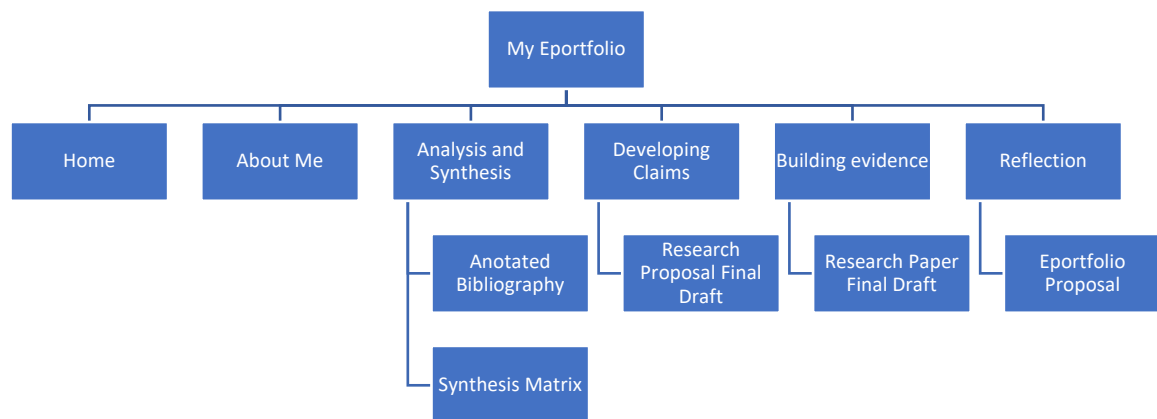 My Eportfolio
Home
About Me
Analysis and
Synthesis
Developing
Claims
Building evidence
Reflection
Anotated
Bibliography
Research
Proposal Final
Draft
Research Paper
Final Draft
Eportfolio
Proposal
Synthesis Matrix